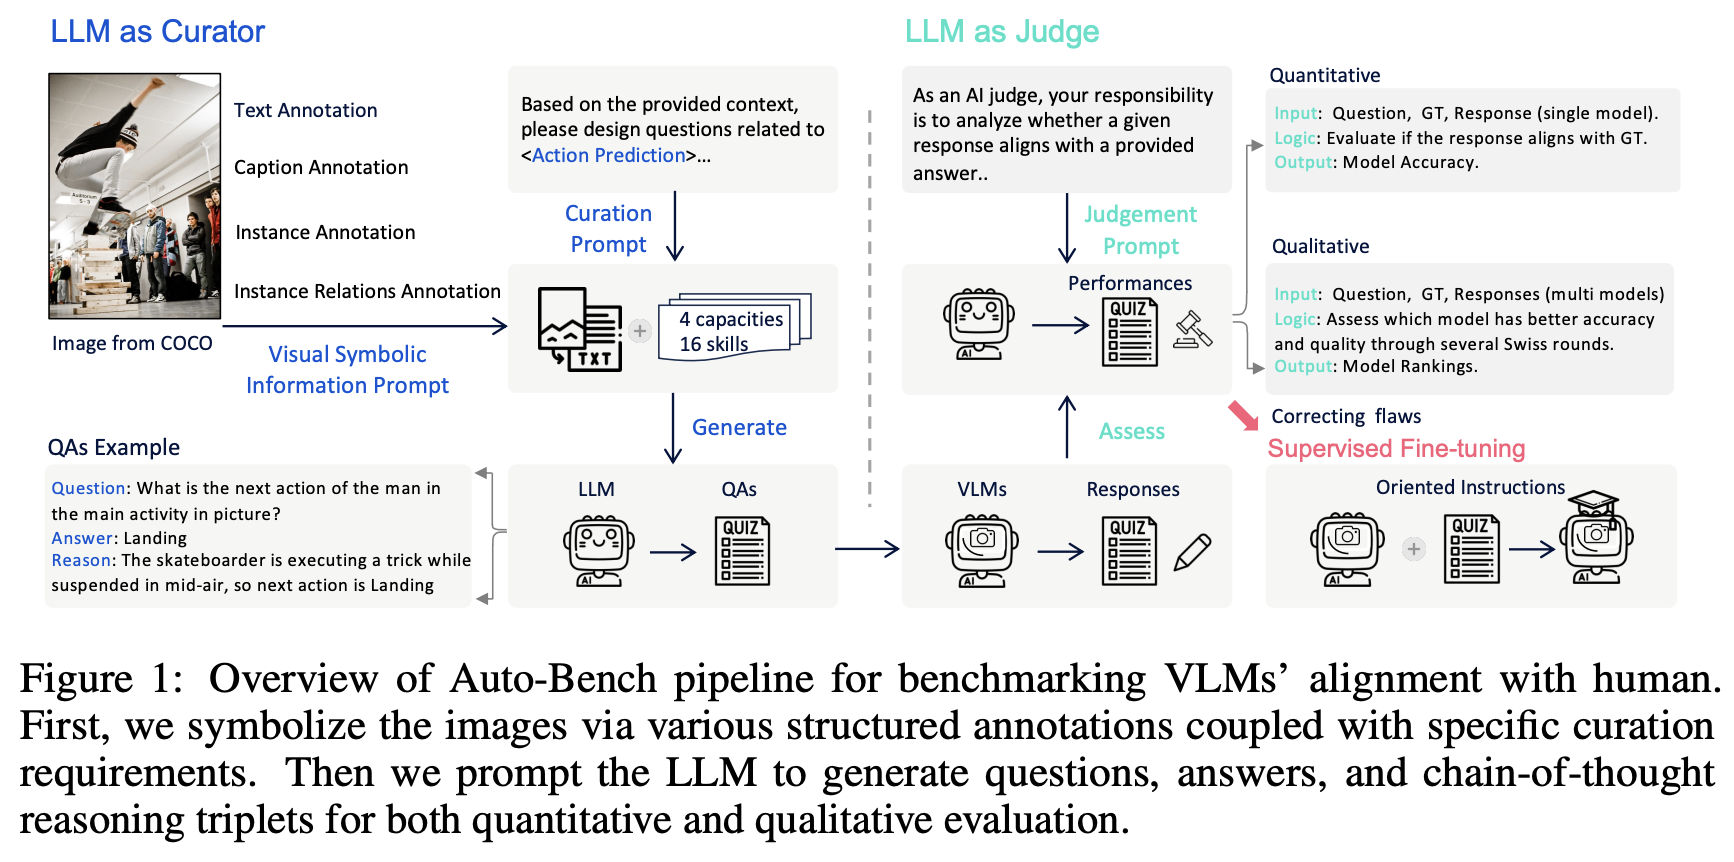 LLM as Curator
Text Annotation
Caption Annotation
Instance Annotation
Instance Relations Annotation
Auditorium
Image from COCO
Visual Symbolic
Information Prompt
Based on the provided context,
please design questions related to
<Action Prediction>...
Curation
Prompt
TXT
4 capacities
16 skills
Generate
QAs Example
Question: What is the next action of the man in
the main activity in picture?
Answer: Landing
Reason: The skateboarder is executing a trick while
suspended in mid-air, so next action is Landing
LLM
QAs
AI
QUIZ
LLM as Judge
As an AI judge, your responsibility
is to analyze whether a given
response aligns with a provided
answer..
Judgement
Prompt
Performances
AI
QUIZ
Assess
VLMs
Responses
AI
QUIZ
Quantitative
Input: Question, GT, Response (single model).
Logic: Evaluate if the response aligns with GT.
Output: Model Accuracy.
Qualitative
Input: Question, GT, Responses (multi models)
Logic: Assess which model has better accuracy
and quality through several Swiss rounds.
Output: Model Rankings.
Correcting flaws
Supervised Fine-tuning
Oriented Instructions
AI
QUIZ
AI
Figure 1: Overview of Auto-Bench pipeline for benchmarking VLMs’ alignment with human.
First, we symbolize the images via various structured annotations coupled with specific curation
requirements. Then we prompt the LLM to generate questions, answers, and chain-of-thought
reasoning triplets for both quantitative and qualitative evaluation.